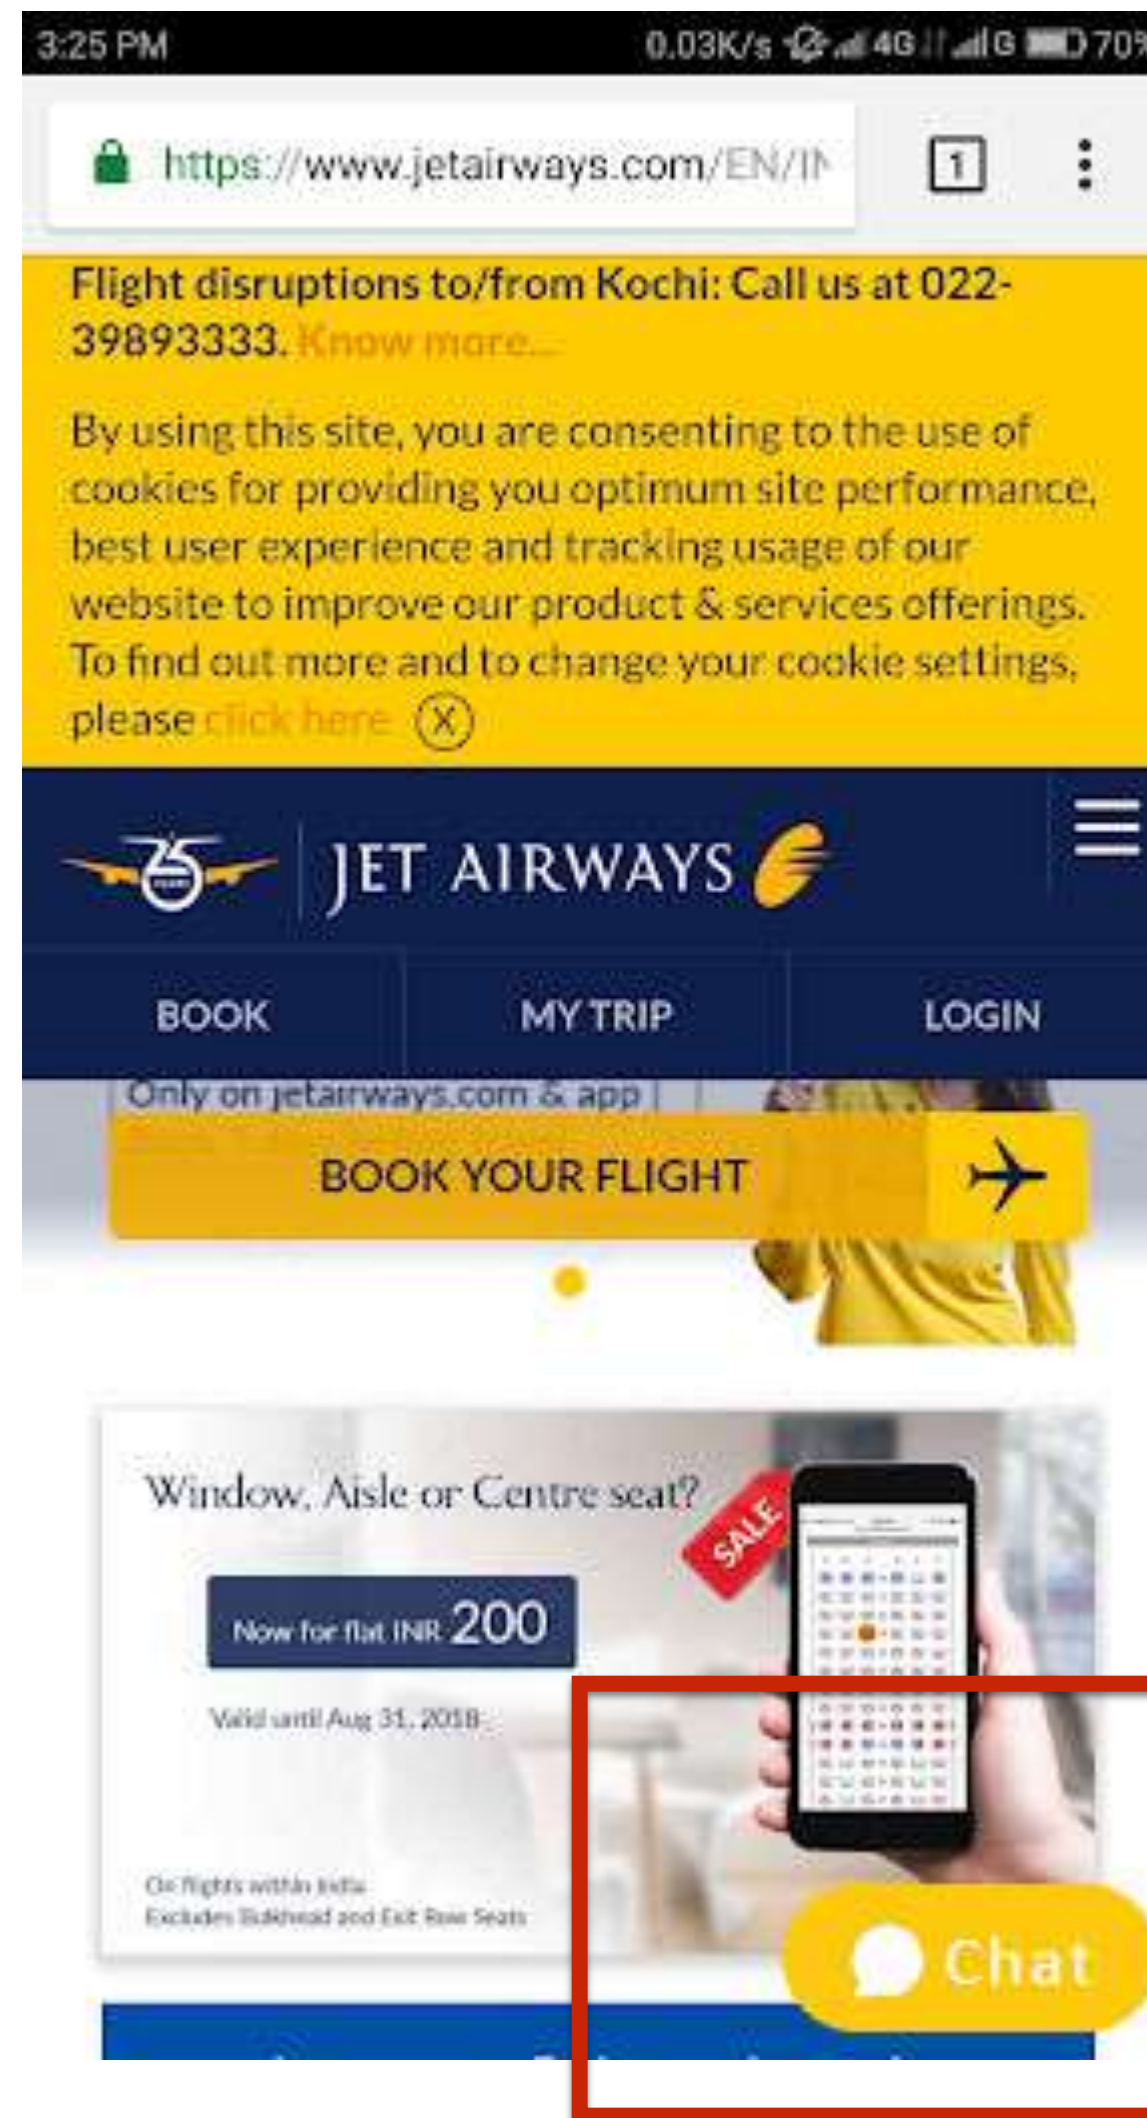 3:25 PM 0.03K/s 4G G 70%
https://www.jetairways.com/EN/IN
1
Flight disruptions to/from Kochi: Call us at 022-
39893333. Know more...
By using this site, you are consenting to the use of
cookies for providing you optimum site performance,
best user experience and tracking usage of our
website to improve our product & services offerings.
To find out more and to change your cookie settings,
please click here (X)
25 YEARS JET AIRWAYS
BOOK MY TRIP LOGIN
Only on jetairways.com & app
BOOK YOUR FLIGHT
Window, Aisle or Centre seat?
SALE
Now for flat INR 200
Valid until Aug 31, 2018
On flights within India
Excludes Bulkhead and Exit Row Seats
Chat